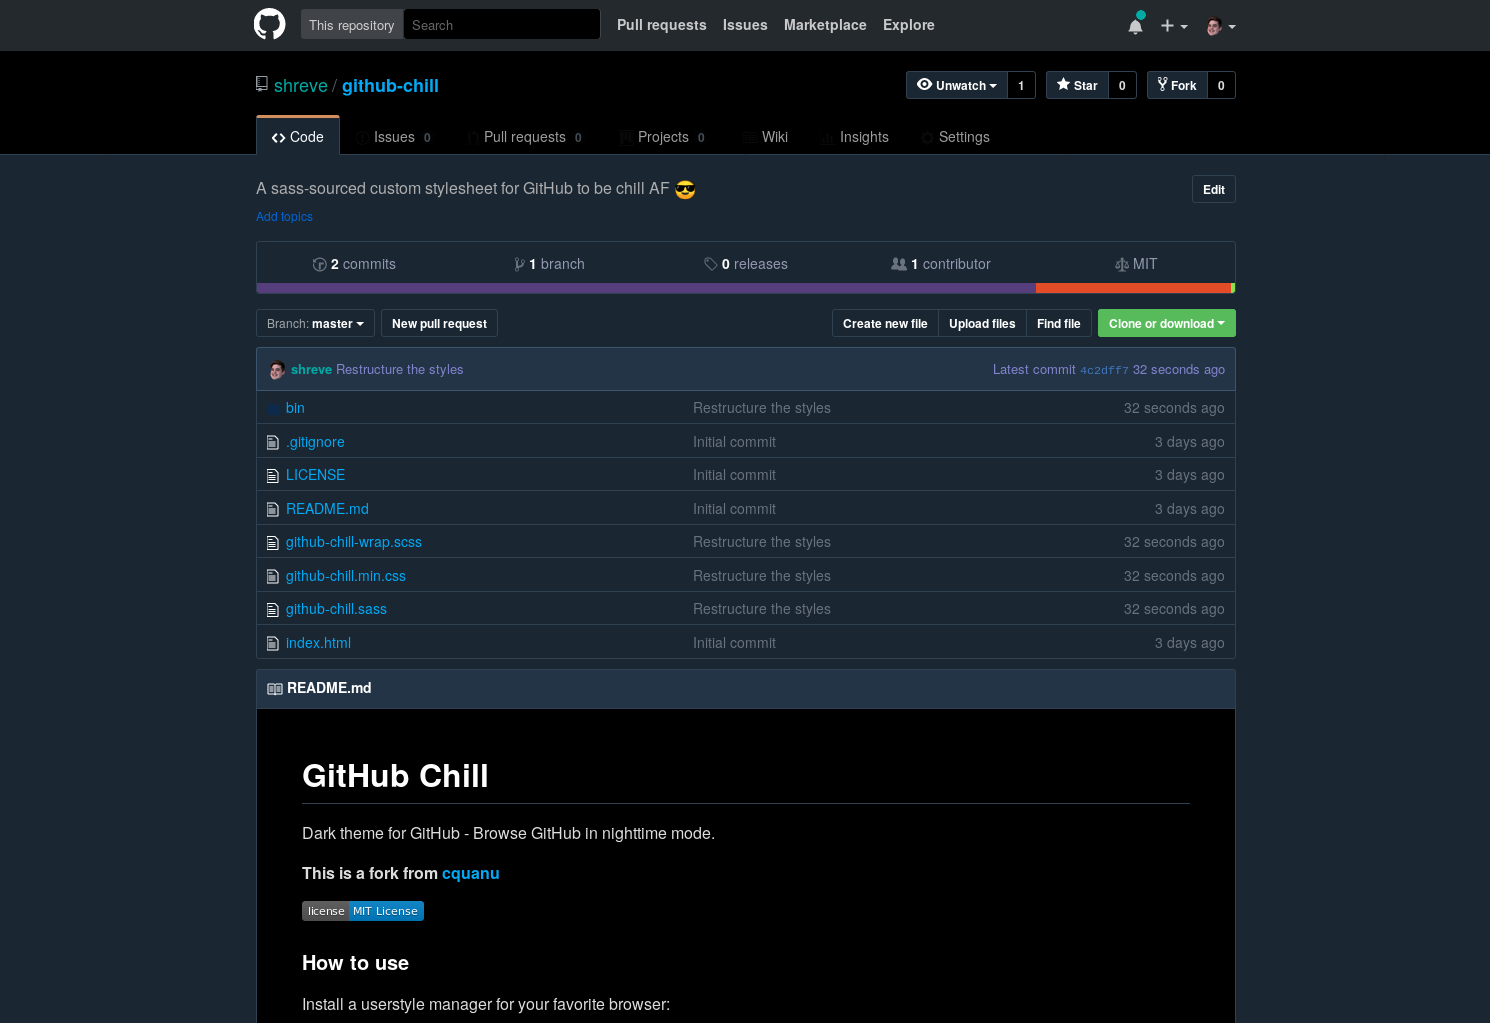 This repository Search Pull requests Issues Marketplace Explore
shreve / github-chill Unwatch 1 Star 0 Fork 0
Code Issues 0 Pull requests 0 Projects 0 Wiki Insights Settings
A sass-sourced custom stylesheet for GitHub to be chill AF 😎 Edit
Add topics
2 commits 1 branch 0 releases 1 contributor MIT
Branch: master New pull request Create new file Upload files Find file Clone or download
shreve Restructure the styles Latest commit 4c2dff7 32 seconds ago
bin Restructure the styles 32 seconds ago
.gitignore Initial commit 3 days ago
LICENSE Initial commit 3 days ago
README.md Initial commit 3 days ago
github-chill-wrap.scss Restructure the styles 32 seconds ago
github-chill.min.css Restructure the styles 32 seconds ago
github-chill.sass Restructure the styles 32 seconds ago
index.html Initial commit 3 days ago
README.md
GitHub Chill
Dark theme for GitHub - Browse GitHub in nighttime mode.
This is a fork from cquanu
license MIT License
How to use
Install a userstyle manager for your favorite browser: